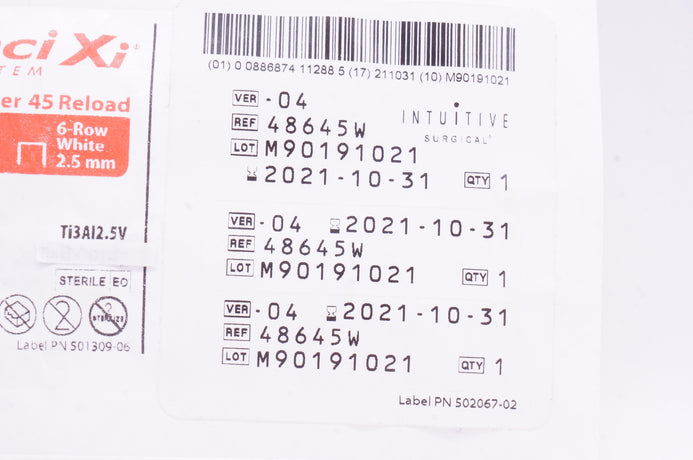 ci Xi
TEM
er 45 Reload
6-Row
White
2.5 mm
Ti3Al2.5V
STERILE EO
2
Label PN 501309-06
(01) 0 0886874 11288 5 (17) 211031 (10) M90191021
VER - 04
INTUITIVE
SURGICAL
REF 48645W
LOT M90191021
2021-10-31 QTY 1
VER - 04 2021-10-31
REF 48645W
LOT M90191021 QTY 1
VER - 04 2021-10-31
REF 48645W
LOT M90191021 QTY 1
Label PN 502067-02